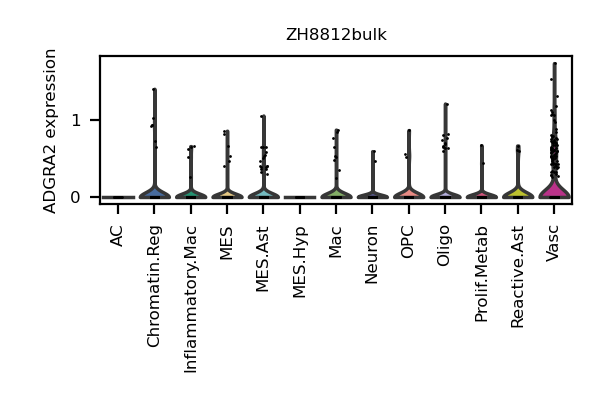 ZH8812bulk
ADGRA2 expression
1
0
AC
Chromatin.Reg
Inflammatory.Mac
MES
MES.Ast
MES.Hyp
Mac
Neuron
OPC
Oligo
Prolif.Metab
Reactive.Ast
Vasc